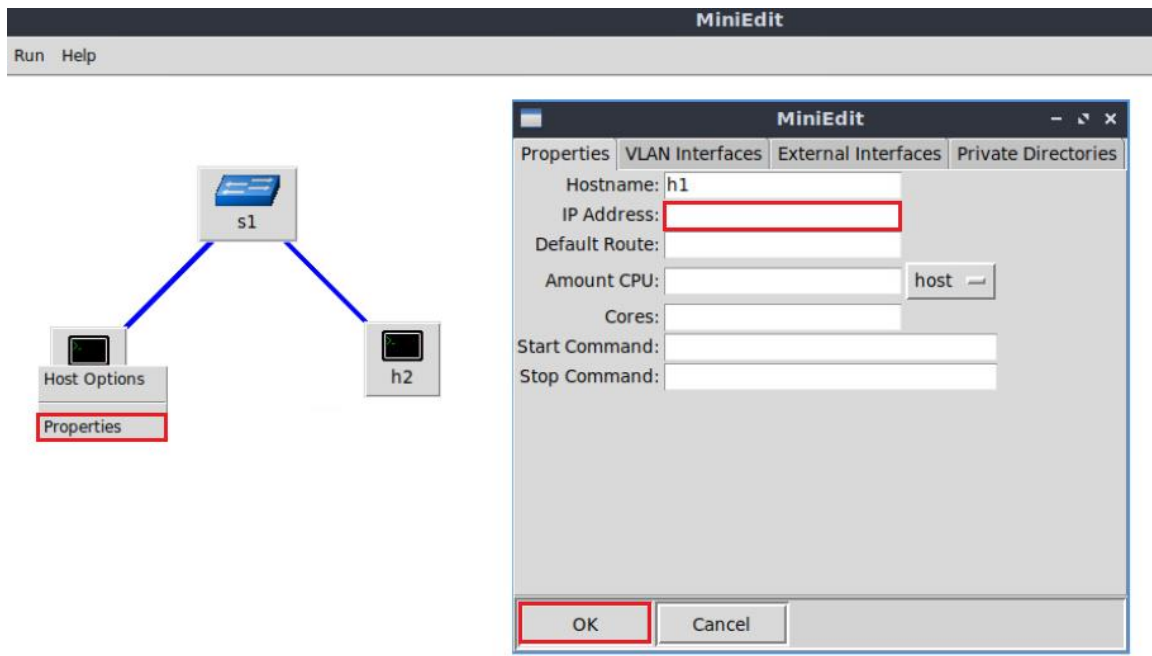 MiniEdit
Run Help
s1
h2
Host Options
Properties
MiniEdit
Properties VLAN Interfaces External Interfaces Private Directories
Hostname: h1
IP Address:
Default Route:
Amount CPU: host
Cores:
Start Command:
Stop Command:
OK Cancel